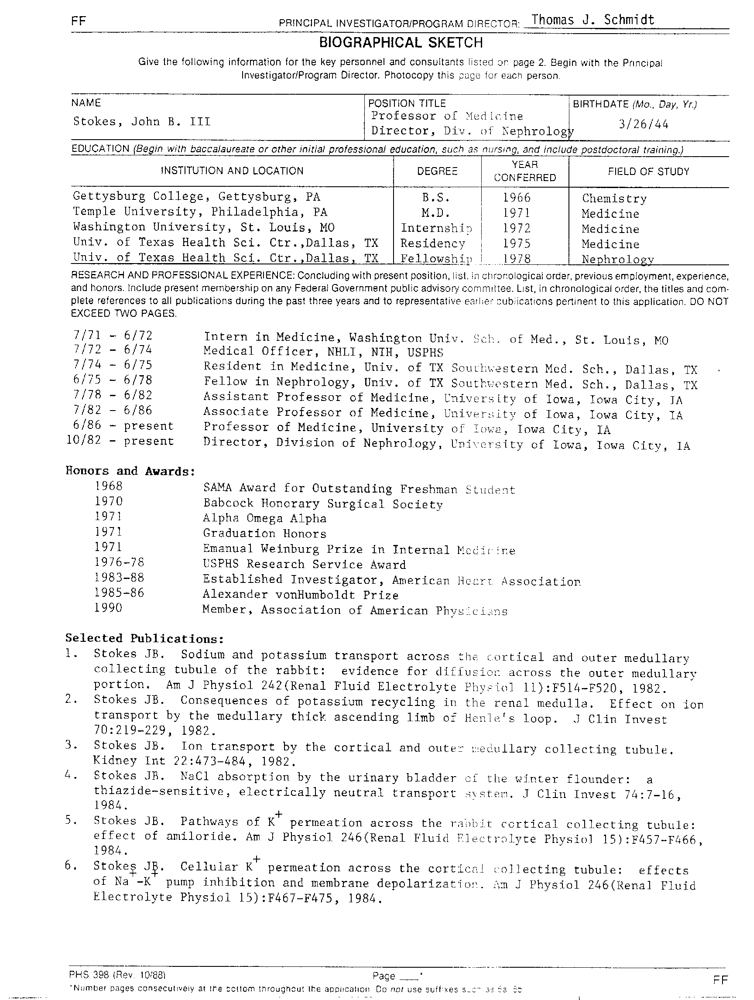 FF
PRINCIPAL INVESTIGATOR/PROGRAM DIRECTOR: Thomas J. Schmidt
BIOGRAPHICAL SKETCH
Give the following information for the key personnel and consultants listed on page 2. Begin with the Principal
Investigator/Program Director. Photocopy this page for each person.
NAME POSITION TITLE BIRTHDATE (Mo., Day, Yr.)
Stokes, John B. III Professor of Medicine 3/26/44
Director, Div. of Nephrology
EDUCATION (Begin with baccalaureate or other initial professional education, such as nursing, and include postdoctoral training.)
INSTITUTION AND LOCATION DEGREE YEAR CONFERRED FIELD OF STUDY
Gettysburg College, Gettysburg, PA B.S. 1966 Chemistry
Temple University, Philadelphia, PA M.D. 1971 Medicine
Washington University, St. Louis, MO Internship 1972 Medicine
Univ. of Texas Health Sci. Ctr.,Dallas, TX Residency 1975 Medicine
Univ. of Texas Health Sci. Ctr.,Dallas, TX Fellowship 1978 Nephrology
RESEARCH AND PROFESSIONAL EXPERIENCE: Concluding with present position, list, in chronological order, previous employment, experience,
and honors. Include present membership on any Federal Government public advisory committee. List, in chronological order, the titles and com-
plete references to all publications during the past three years and to representative earlier publications pertinent to this application. DO NOT
EXCEED TWO PAGES.
7/71 - 6/72 Intern in Medicine, Washington Univ. Sch. of Med., St. Louis, MO
7/72 - 6/74 Medical Officer, NHLI, NIH, USPHS
7/74 - 6/75 Resident in Medicine, Univ. of TX Southwestern Med. Sch., Dallas, TX
6/75 - 6/78 Fellow in Nephrology, Univ. of TX Southwestern Med. Sch., Dallas, TX
7/78 - 6/82 Assistant Professor of Medicine, University of Iowa, Iowa City, IA
7/82 - 6/86 Associate Professor of Medicine, University of Iowa, Iowa City, IA
6/86 - present Professor of Medicine, University of Iowa, Iowa City, IA
10/82 - present Director, Division of Nephrology, University of Iowa, Iowa City, IA
Honors and Awards:
1968 SAMA Award for Outstanding Freshman Student
1970 Babcock Honorary Surgical Society
1971 Alpha Omega Alpha
1971 Graduation Honors
1971 Emanual Weinburg Prize in Internal Medicine
1976-78 USPHS Research Service Award
1983-88 Established Investigator, American Heart Association
1985-86 Alexander vonHumboldt Prize
1990 Member, Association of American Physicians
Selected Publications:
1. Stokes JB. Sodium and potassium transport across the cortical and outer medullary
collecting tubule of the rabbit: evidence for diffusion across the outer medullary
portion. Am J Physiol 242(Renal Fluid Electrolyte Physiol 11):F514-F520, 1982.
2. Stokes JB. Consequences of potassium recycling in the renal medulla. Effect on ion
transport by the medullary thick ascending limb of Henle's loop. J Clin Invest
70:219-229, 1982.
3. Stokes JB. Ion transport by the cortical and outer medullary collecting tubule.
Kidney Int 22:473-484, 1982.
4. Stokes JB. NaCl absorption by the urinary bladder of the winter flounder: a
thiazide-sensitive, electrically neutral transport system. J Clin Invest 74:7-16,
1984.
5. Stokes JB. Pathways of K+ permeation across the rabbit cortical collecting tubule:
effect of amiloride. Am J Physiol 246(Renal Fluid Electrolyte Physiol 15):F457-F466,
1984.
6. Stokes JB. Cellular K+ permeation across the cortical collecting tubule: effects
of Na+-K+ pump inhibition and membrane depolarization. Am J Physiol 246(Renal Fluid
Electrolyte Physiol 15):F467-F475, 1984.
PHS 398 (Rev. 10/88) Page ___* FF
*Number pages consecutively at the bottom throughout the application. Do not use suffixes such as 5a, 5b